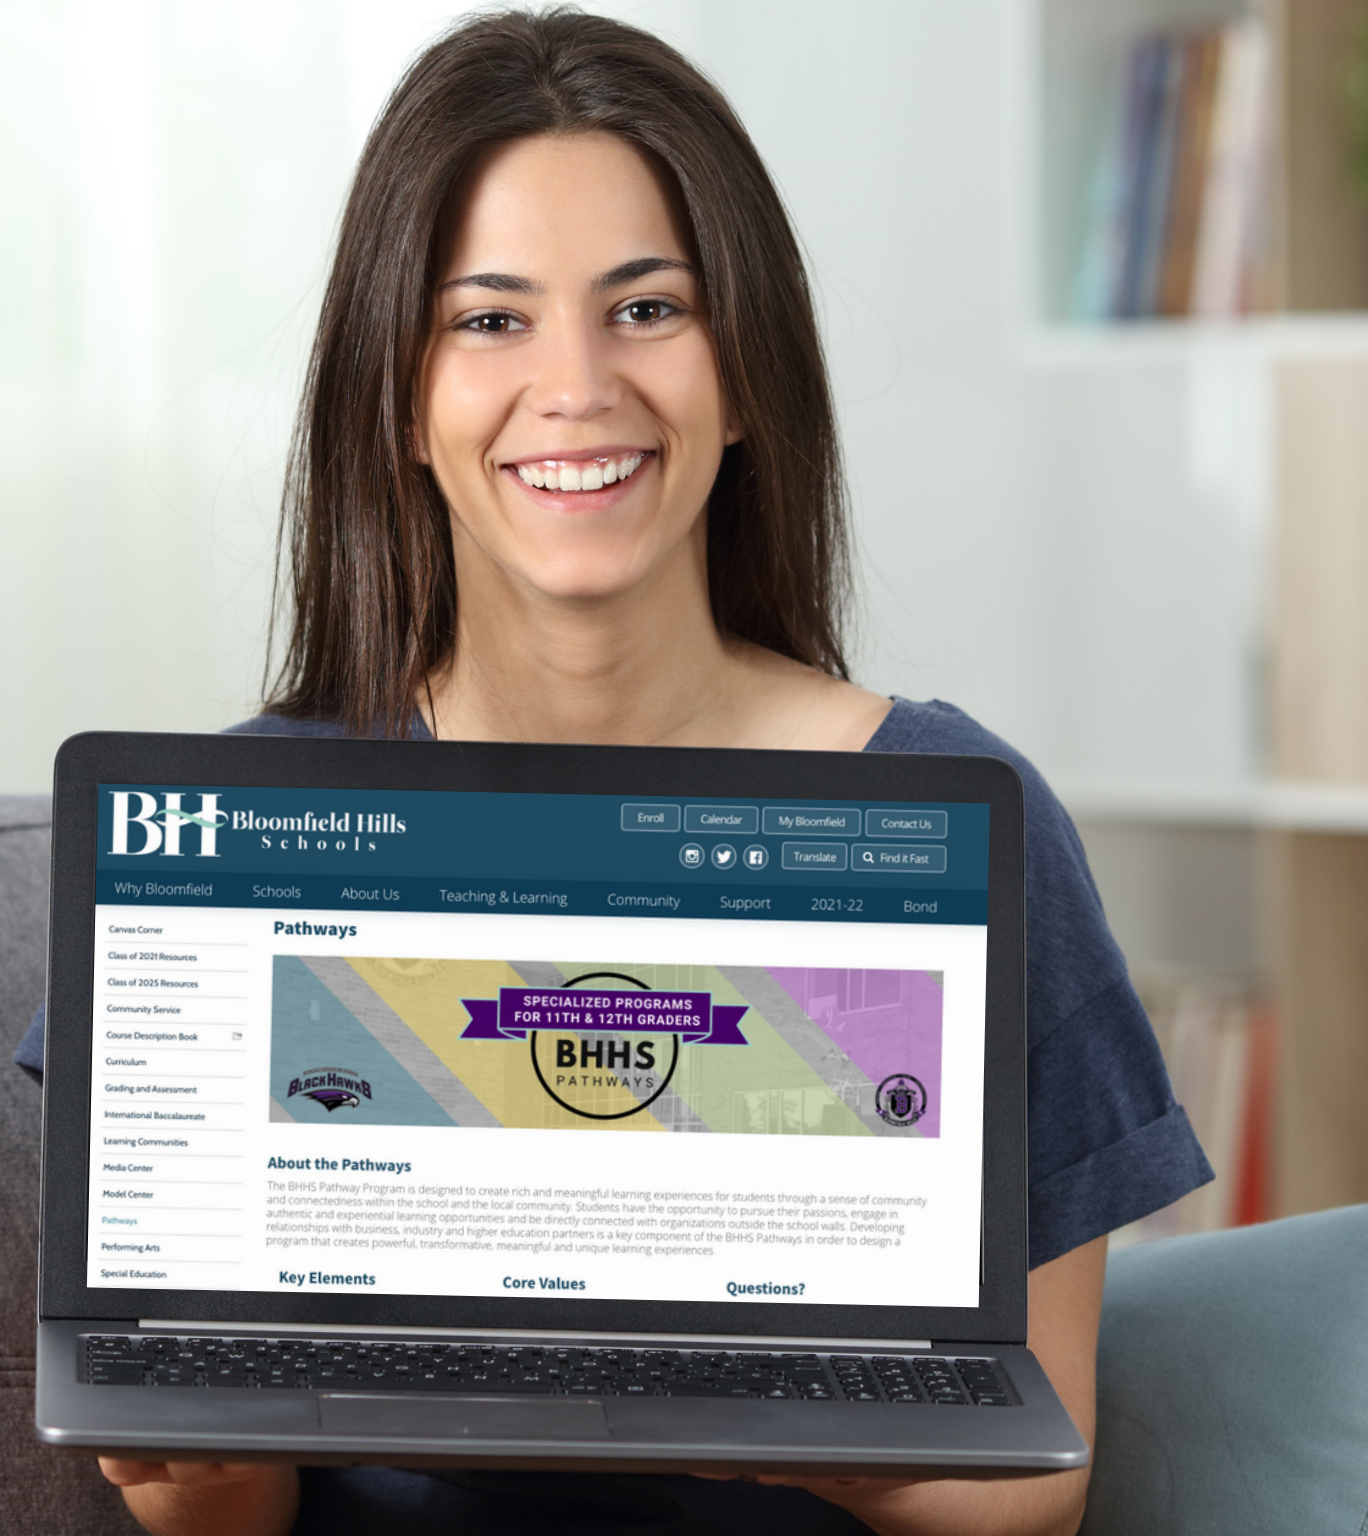 BH Bloomfield Hills
Schools
Enroll
Calendar
My Bloomfield
Contact Us
Translate
Find it Fast
Why Bloomfield
Schools
About Us
Teaching & Learning
Community
Support
2021-22
Bond
Canvas Corner
Class of 2021 Resources
Class of 2025 Resources
Community Service
Course Description Book
Curriculum
Grading and Assessment
International Baccalaureate
Learning Communities
Media Center
Model Center
Pathways
Performing Arts
Special Education
Pathways
SPECIALIZED PROGRAMS
FOR 11TH & 12TH GRADERS
BHHS
PATHWAYS
BLACKHAWKS
B
About the Pathways
The BHHS Pathway Program is designed to create rich and meaningful learning experiences for students through a sense of community
and connectedness within the school and the local community. Students have the opportunity to pursue their passions, engage in
authentic and experiential learning opportunities and be directly connected with organizations outside the school walls. Developing
relationships with business, industry and higher education partners is a key component of the BHHS Pathways in order to design a
program that creates powerful, transformative, meaningful and unique learning experiences.
Key Elements
Core Values
Questions?